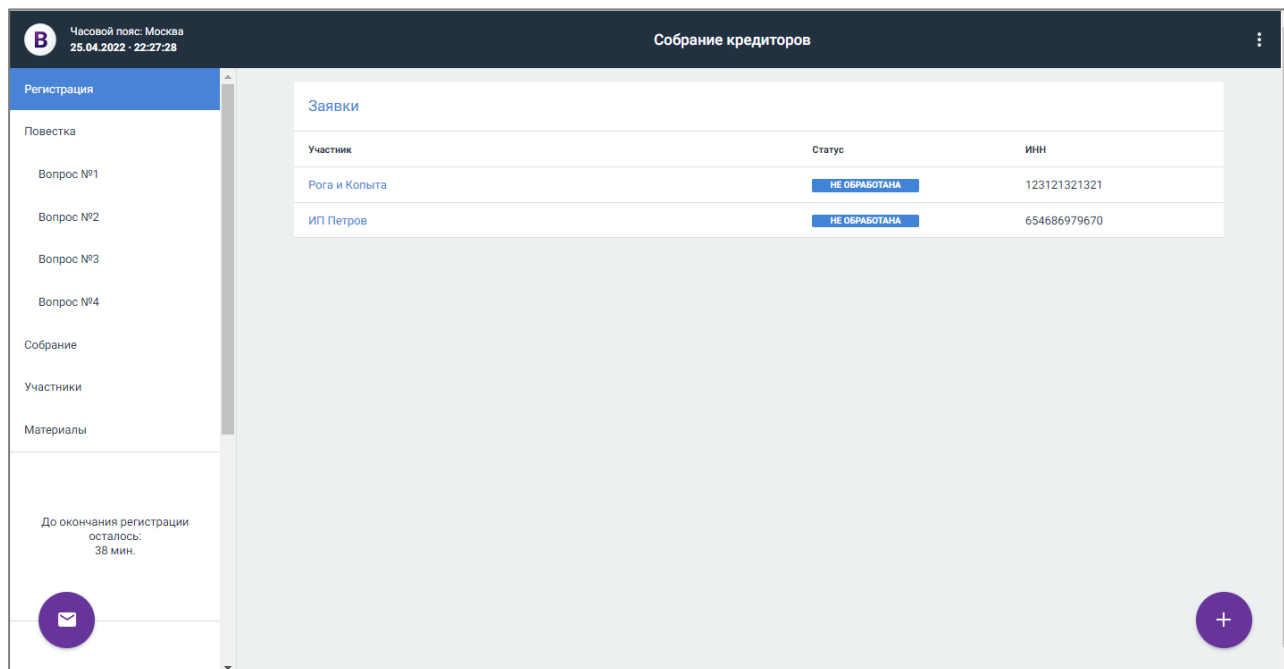 B
Часовой пояс: Москва
25.04.2022 · 22:27:28
Собрание кредиторов
Регистрация
Повестка
Вопрос №1
Вопрос №2
Вопрос №3
Вопрос №4
Собрание
Участники
Материалы
До окончания регистрации
осталось:
38 мин.
Заявки
Участник Статус ИНН
Рога и Копыта НЕ ОБРАБОТАНА 123121321321
ИП Петров НЕ ОБРАБОТАНА 654686979670